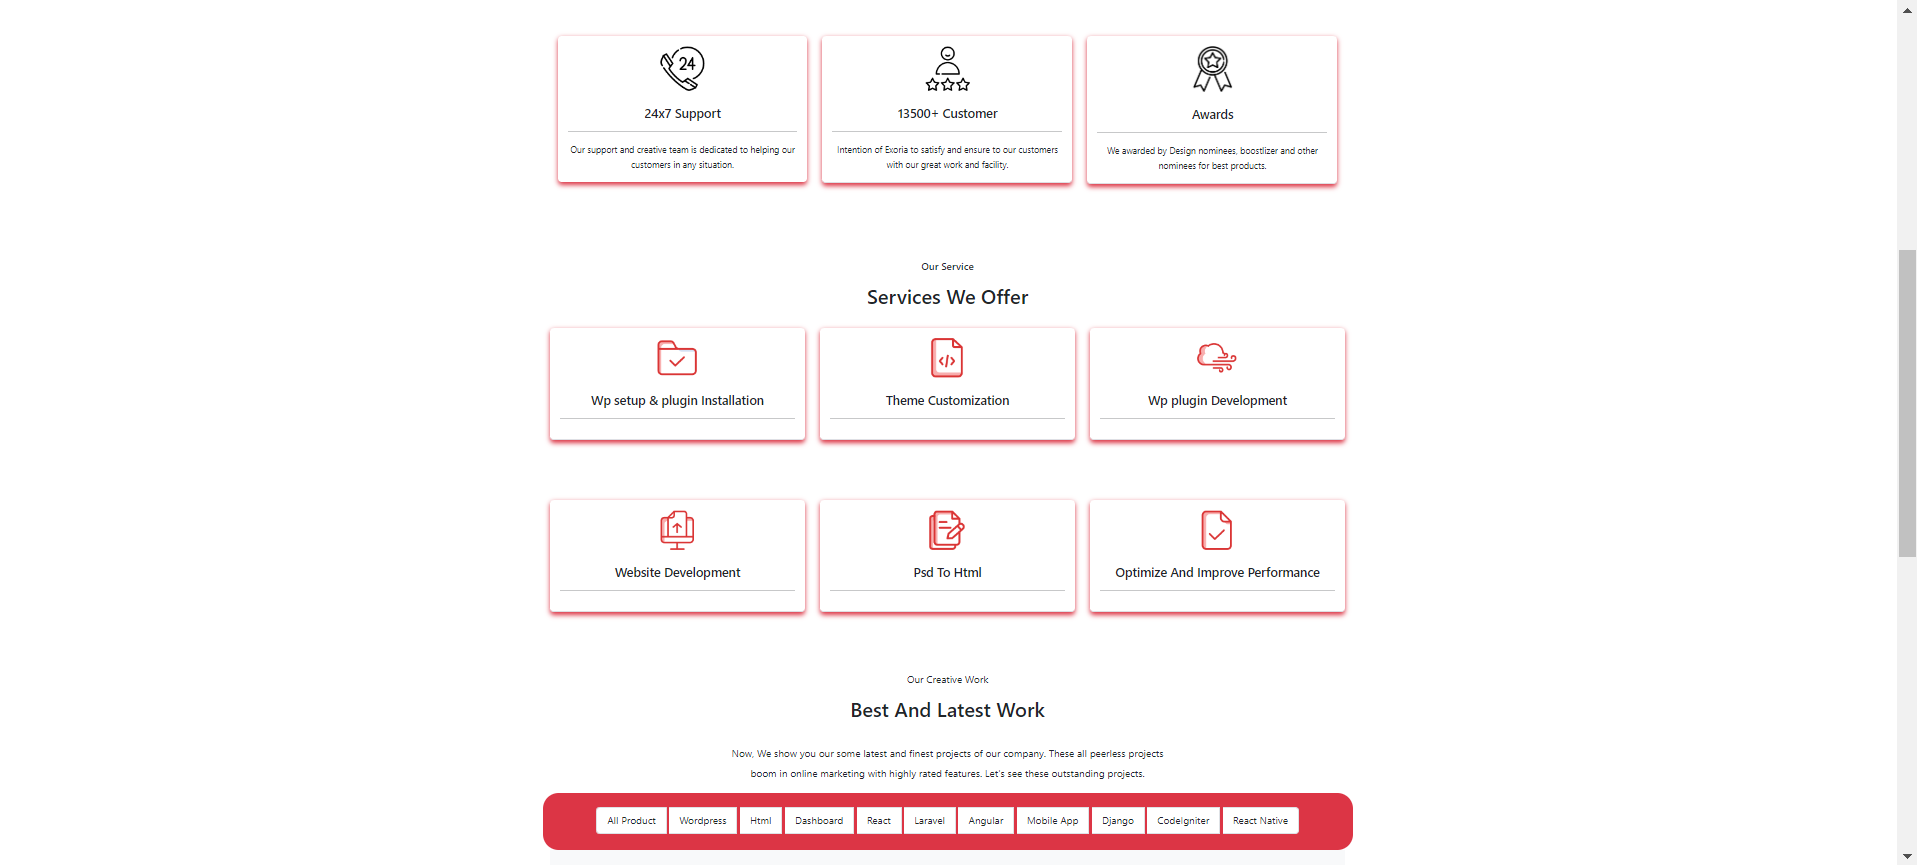 24
24x7 Support
Our support and creative team is dedicated to helping our
customers in any situation.
13500+ Customer
Intention of Exoria to satisfy and ensure to our customers
with our great work and facility.
Awards
We awarded by Design nominees, boostlizer and other
nominees for best products.
Our Service
Services We Offer
Wp setup & plugin Installation
Theme Customization
Wp plugin Development
Website Development
Psd To Html
Optimize And Improve Performance
Our Creative Work
Best And Latest Work
Now, We show you our some latest and finest projects of our company. These all peerless projects
boom in online marketing with highly rated features. Let's see these outstanding projects.
All Product Wordpress Html Dashboard React Laravel Angular Mobile App Django CodeIgniter React Native